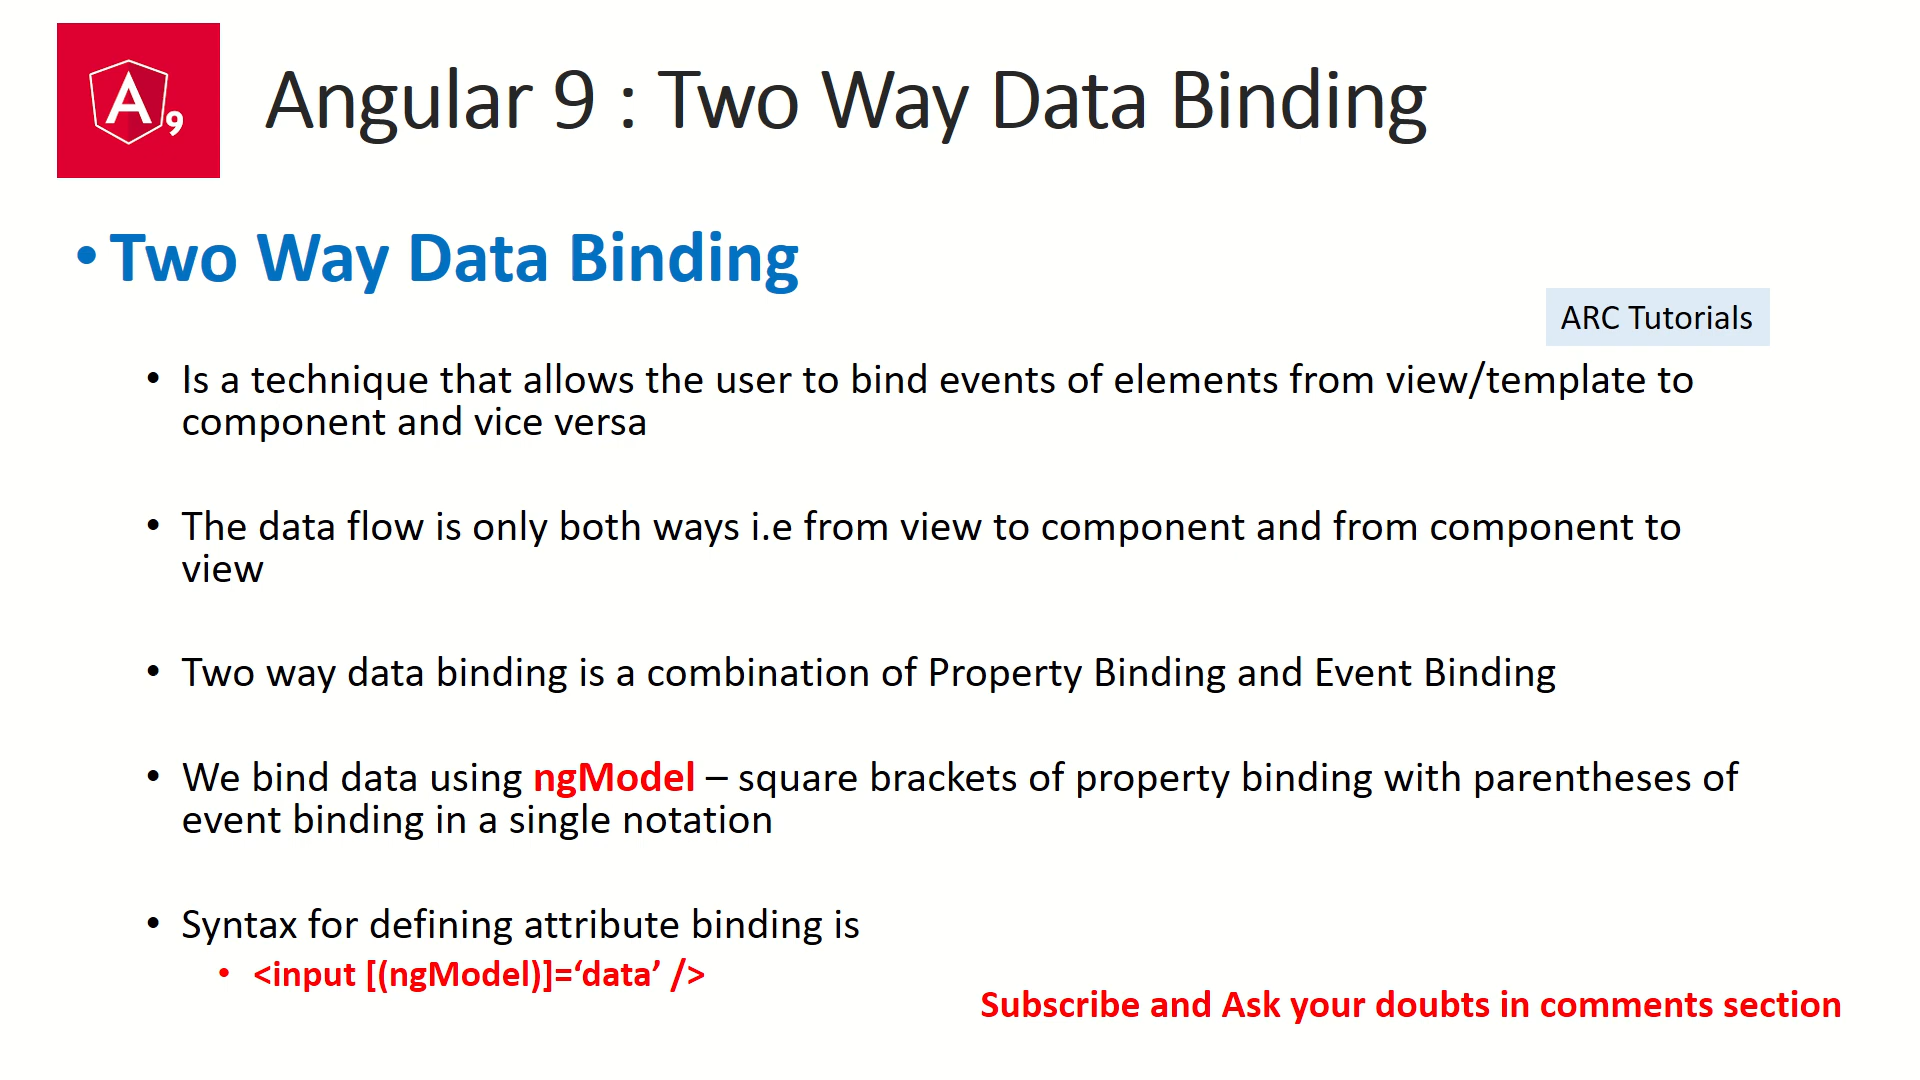 A9
Angular 9 : Two Way Data Binding
• Two Way Data Binding
ARC Tutorials
• Is a technique that allows the user to bind events of elements from view/template to
component and vice versa
• The data flow is only both ways i.e from view to component and from component to
view
• Two way data binding is a combination of Property Binding and Event Binding
• We bind data using ngModel – square brackets of property binding with parentheses of
event binding in a single notation
• Syntax for defining attribute binding is
• <input [(ngModel)]=‘data’ />
Subscribe and Ask your doubts in comments section